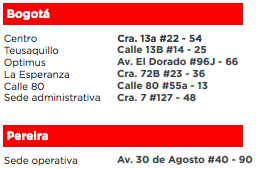 Bogotá
Centro Cra. 13a #22 - 54
Teusaquillo Calle 13B #14 - 25
Optimus Av. El Dorado #96J - 66
La Esperanza Cra. 72B #23 - 36
Calle 80 Calle 80 #55a - 13
Sede administrativa Cra. 7 #127 - 48
Pereira
Sede operativa Av. 30 de Agosto #40 - 90